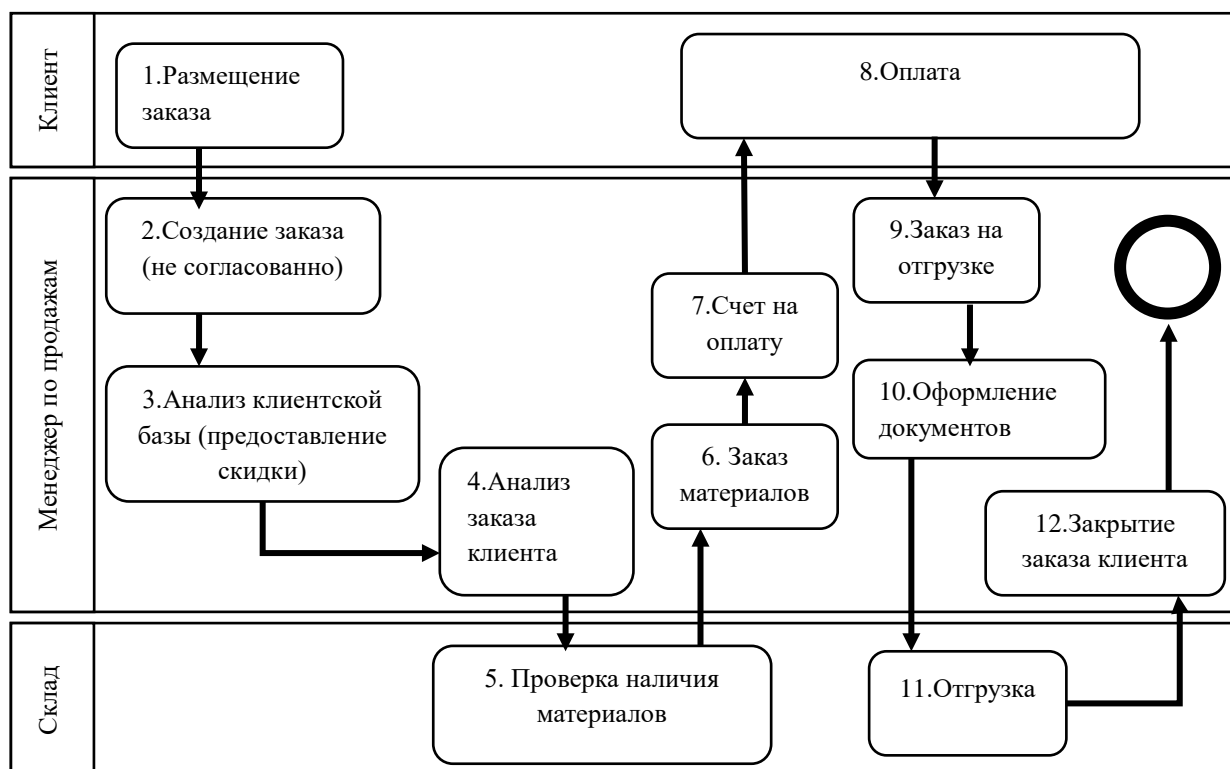 Клиент
1.Размещение
заказа
8.Оплата
Менеджер по продажам
2.Создание заказа
(не согласованно)
3.Анализ клиентской
базы (предоставление
скидки)
4.Анализ
заказа
клиента
6. Заказ
материалов
7.Счет на
оплату
9.Заказ на
отгрузке
10.Оформление
документов
12.Закрытие
заказа клиента
Склад
5. Проверка наличия
материалов
11.Отгрузка